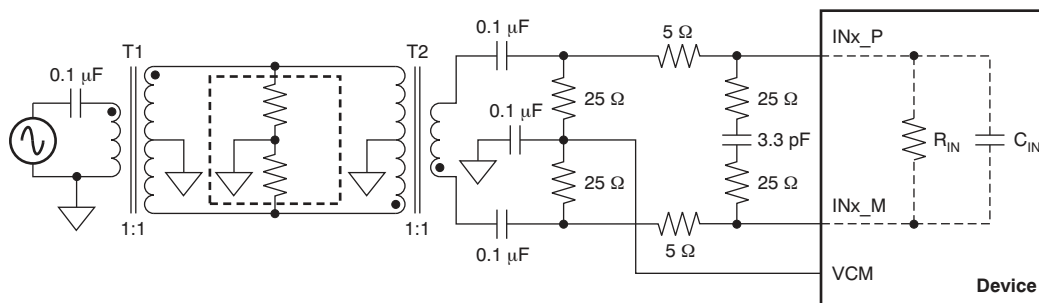 0.1 μF
T1
1:1
T2
1:1
0.1 μF
0.1 μF
0.1 μF
25 Ω
25 Ω
5 Ω
5 Ω
25 Ω
3.3 pF
25 Ω
INx_P
R_IN
C_IN
INx_M
VCM
Device